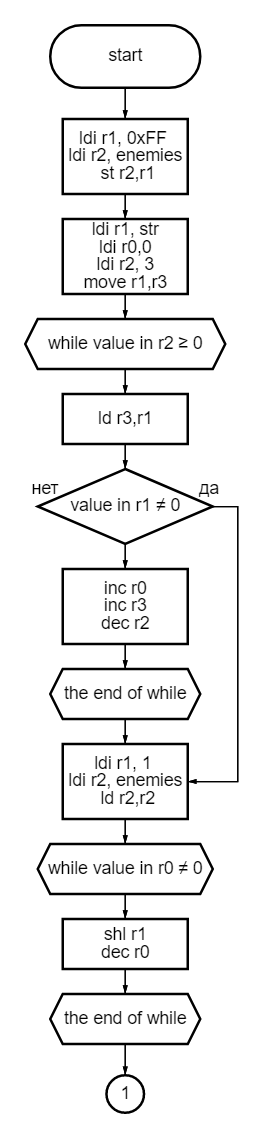 start
ldi r1, 0xFF
ldi r2, enemies
st r2,r1
ldi r1, str
ldi r0,0
ldi r2, 3
move r1,r3
while value in r2 ≥ 0
ld r3,r1
нет
да
value in r1 ≠ 0
inc r0
inc r3
dec r2
the end of while
ldi r1, 1
ldi r2, enemies
ld r2,r2
while value in r0 ≠ 0
shl r1
dec r0
the end of while
1